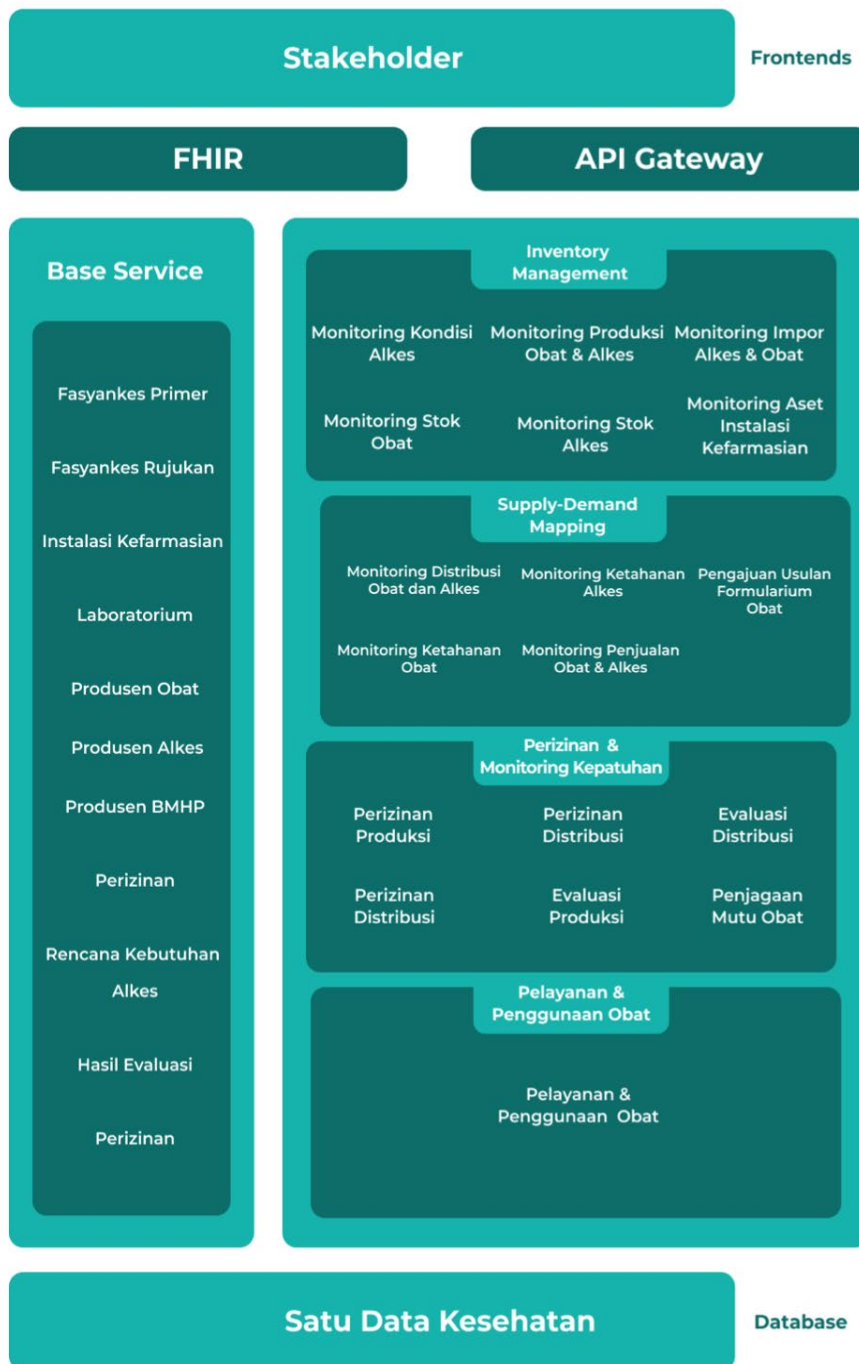 Stakeholder
Frontends
FHIR
API Gateway
Base Service
Fasyankes Primer
Fasyankes Rujukan
Instalasi Kefarmasian
Laboratorium
Produsen Obat
Produsen Alkes
Produsen BMHP
Perizinan
Rencana Kebutuhan
Alkes
Hasil Evaluasi
Perizinan
Inventory
Management
Monitoring Kondisi
Alkes
Monitoring Produksi
Obat & Alkes
Monitoring Impor
Alkes & Obat
Monitoring Stok
Obat
Monitoring Stok
Alkes
Monitoring Aset
Instalasi
Kefarmasian
Supply-Demand
Mapping
Monitoring Distribusi
Obat dan Alkes
Monitoring Ketahanan
Alkes
Pengajuan Usulan
Formularium
Obat
Monitoring Ketahanan
Obat
Monitoring Penjualan
Obat & Alkes
Perizinan &
Monitoring Kepatuhan
Perizinan
Produksi
Perizinan
Distribusi
Evaluasi
Distribusi
Perizinan
Distribusi
Evaluasi
Produksi
Penjagaan
Mutu Obat
Pelayanan &
Penggunaan Obat
Pelayanan &
Penggunaan Obat
Satu Data Kesehatan
Database